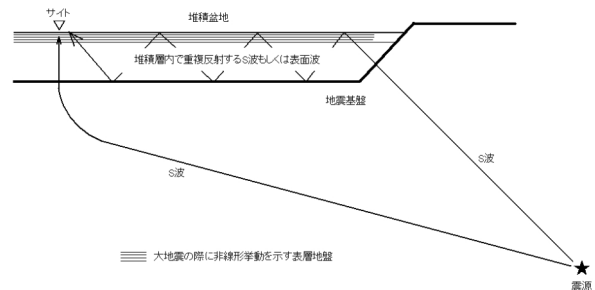 サイト
堆積盆地
堆積層内で重複反射するS波もしくは表面波
地震基盤
S波
S波
大地震の際に非線形挙動を示す表層地盤
震源